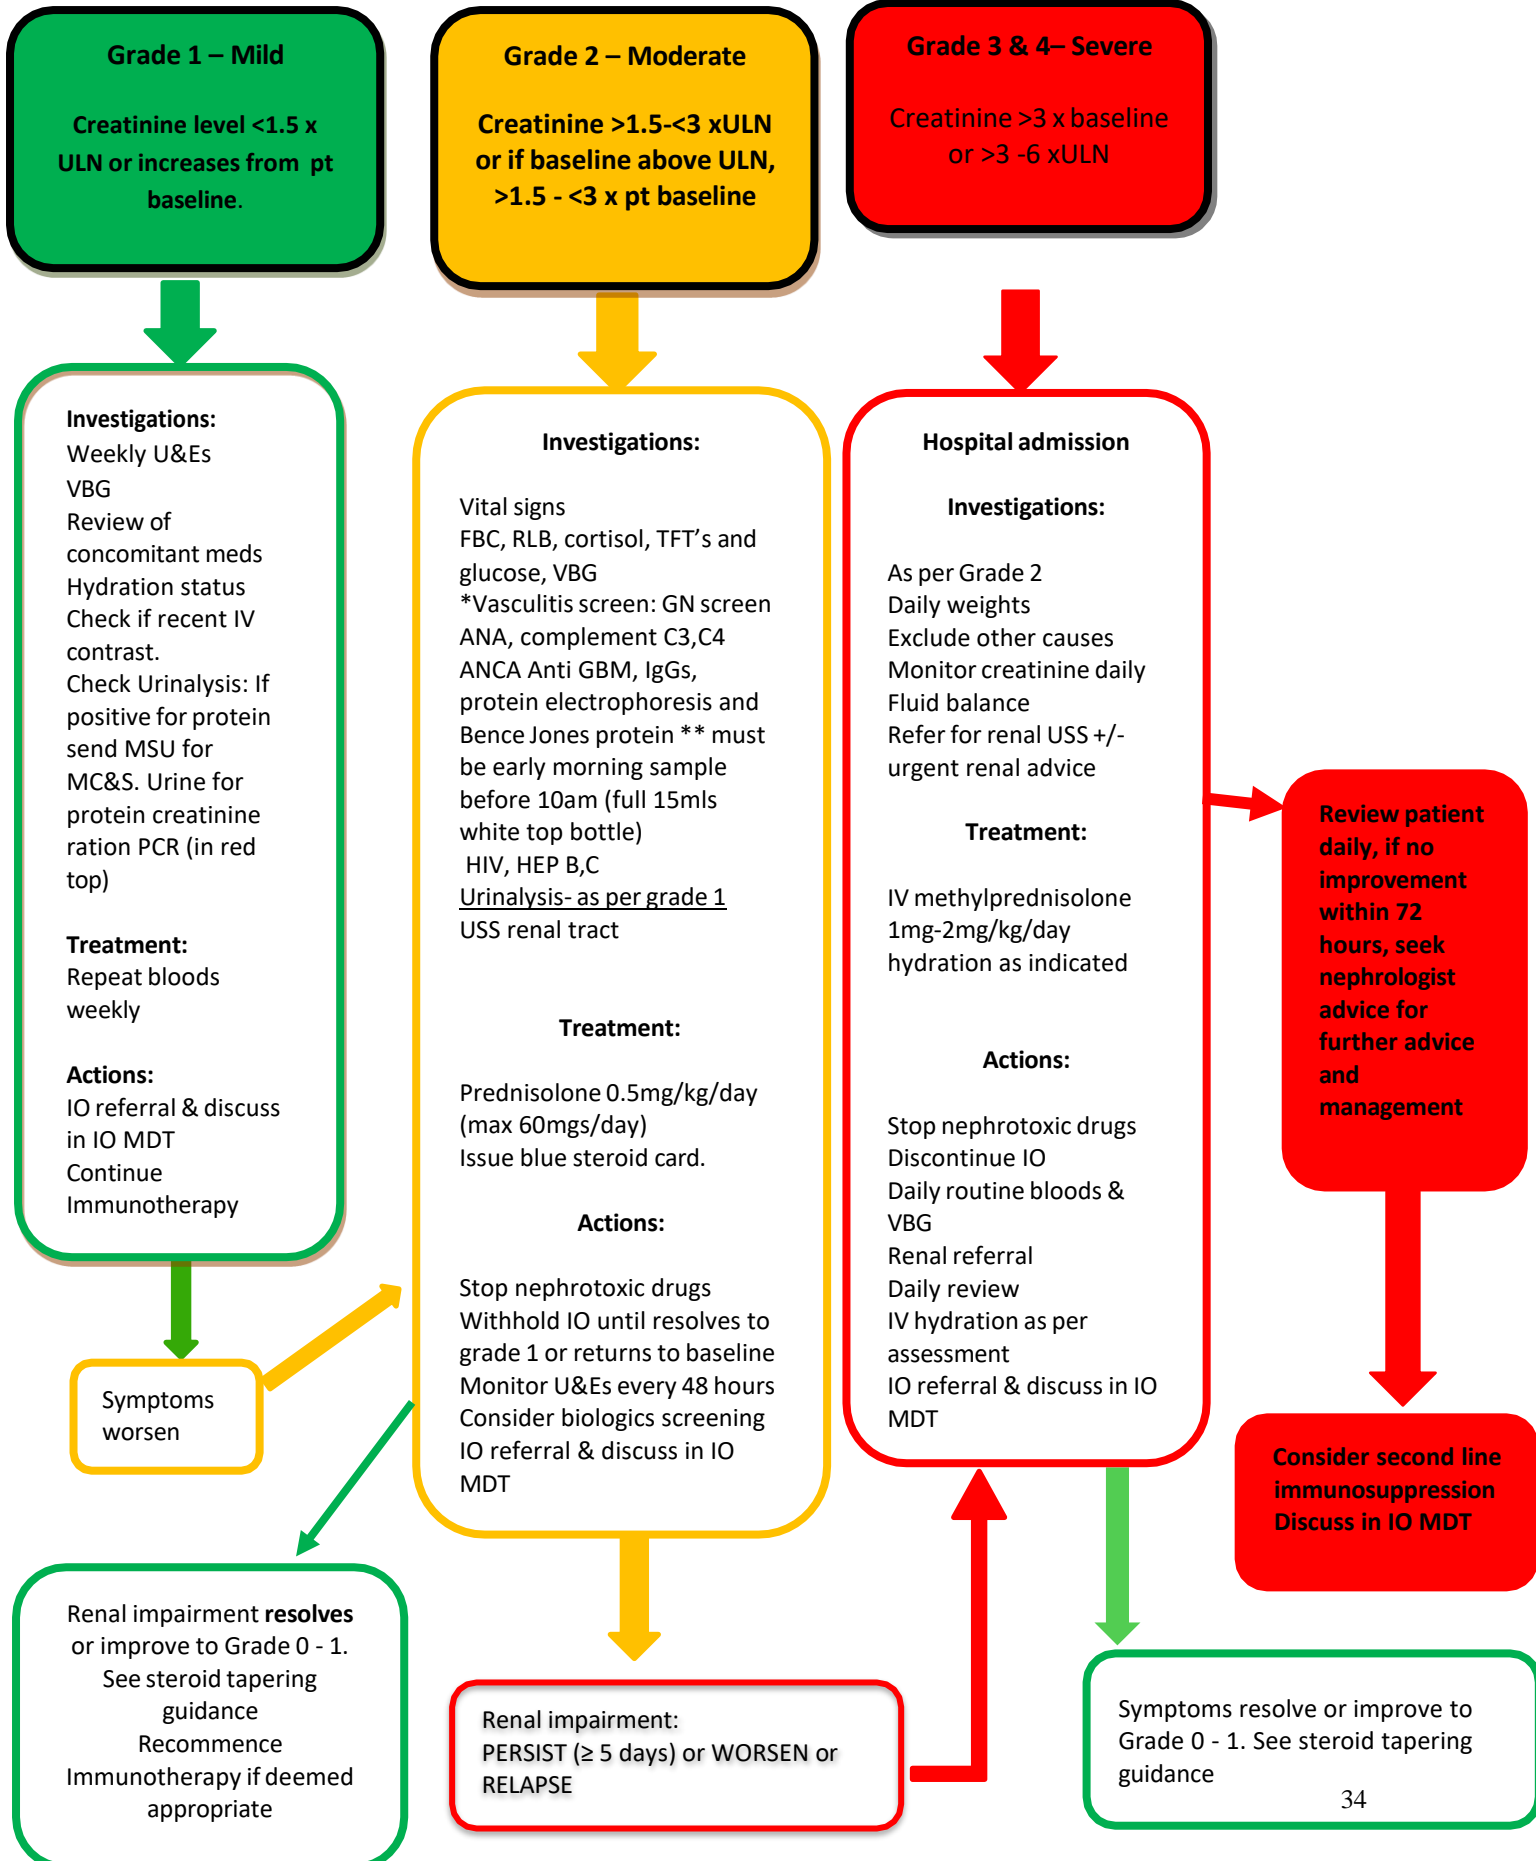 Grade 1 – Mild
Creatinine level <1.5 x
ULN or increases from pt
baseline.
Grade 2 – Moderate
Creatinine >1.5-<3 xULN
or if baseline above ULN,
>1.5 - <3 x pt baseline
Grade 3 & 4– Severe
Creatinine >3 x baseline
or >3 -6 xULN
Investigations:
Weekly U&Es
VBG
Review of
concomitant meds
Hydration status
Check if recent IV
contrast.
Check Urinalysis: If
positive for protein
send MSU for
MC&S. Urine for
protein creatinine
ration PCR (in red
top)
Treatment:
Repeat bloods
weekly
Actions:
IO referral & discuss
in IO MDT
Continue
Immunotherapy
Symptoms
worsen
Investigations:
Vital signs
FBC, RLB, cortisol, TFT’s and
glucose, VBG
*Vasculitis screen: GN screen
ANA, complement C3,C4
ANCA Anti GBM, IgGs,
protein electrophoresis and
Bence Jones protein ** must
be early morning sample
before 10am (full 15mls
white top bottle)
HIV, HEP B,C
Urinalysis- as per grade 1
USS renal tract
Treatment:
Prednisolone 0.5mg/kg/day
(max 60mgs/day)
Issue blue steroid card.
Actions:
Stop nephrotoxic drugs
Withhold IO until resolves to
grade 1 or returns to baseline
Monitor U&Es every 48 hours
Consider biologics screening
IO referral & discuss in IO
MDT
Hospital admission
Investigations:
As per Grade 2
Daily weights
Exclude other causes
Monitor creatinine daily
Fluid balance
Refer for renal USS +/-
urgent renal advice
Treatment:
IV methylprednisolone
1mg-2mg/kg/day
hydration as indicated
Actions:
Stop nephrotoxic drugs
Discontinue IO
Daily routine bloods &
VBG
Renal referral
Daily review
IV hydration as per
assessment
IO referral & discuss in IO
MDT
Review patient
daily, if no
improvement
within 72
hours, seek
nephrologist
advice for
further advice
and
management
Consider second line
immunosuppression
Discuss in IO MDT
Renal impairment resolves
or improve to Grade 0 - 1.
See steroid tapering
guidance
Recommence
Immunotherapy if deemed
appropriate
Renal impairment:
PERSIST (≥ 5 days) or WORSEN or
RELAPSE
Symptoms resolve or improve to
Grade 0 - 1. See steroid tapering
guidance
34